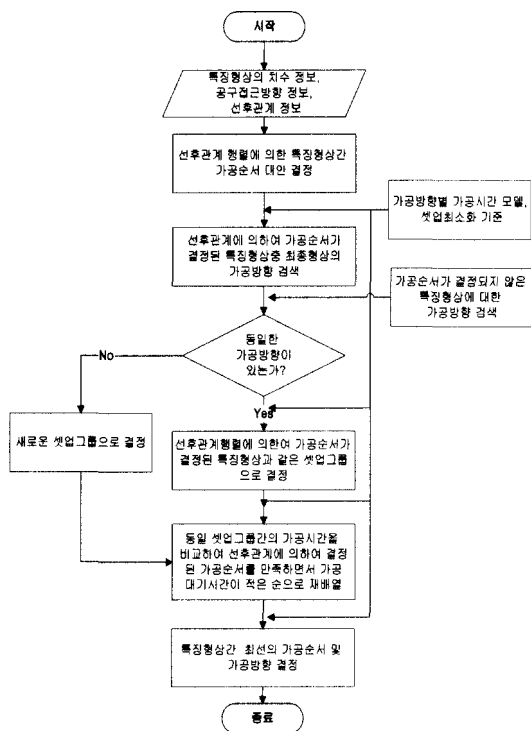 시작
특징형상의 치수 정보,
공구접근방향 정보,
선후관계 정보
선후관계 행렬에 의한 특징형상간
가공순서 대안 결정
가공방향별 가공시간 모델,
셋업최소화 기준
선후관계에 의하여 가공순서가
결정된 특징형상중 최종형상의
가공방향 검색
가공순서가 결정되지 않은
특징형상에 대한
가공방향 검색
동일한
가공방향이
있는가?
No
Yes
새로운 셋업그룹으로 결정
선후관계행렬에 의한여 가공순서가
결정된 특징형상과 같은 셋업그룹
으로 결정
동일 셋업그룹간의 가공시간을
비교하여 선후관계에 의하여 결정
된 가공순서를 만족하면서 가공
대기시간이 적은 순으로 재배열
특징형상간 최선의 가공순서 및
가공방향 결정
종료